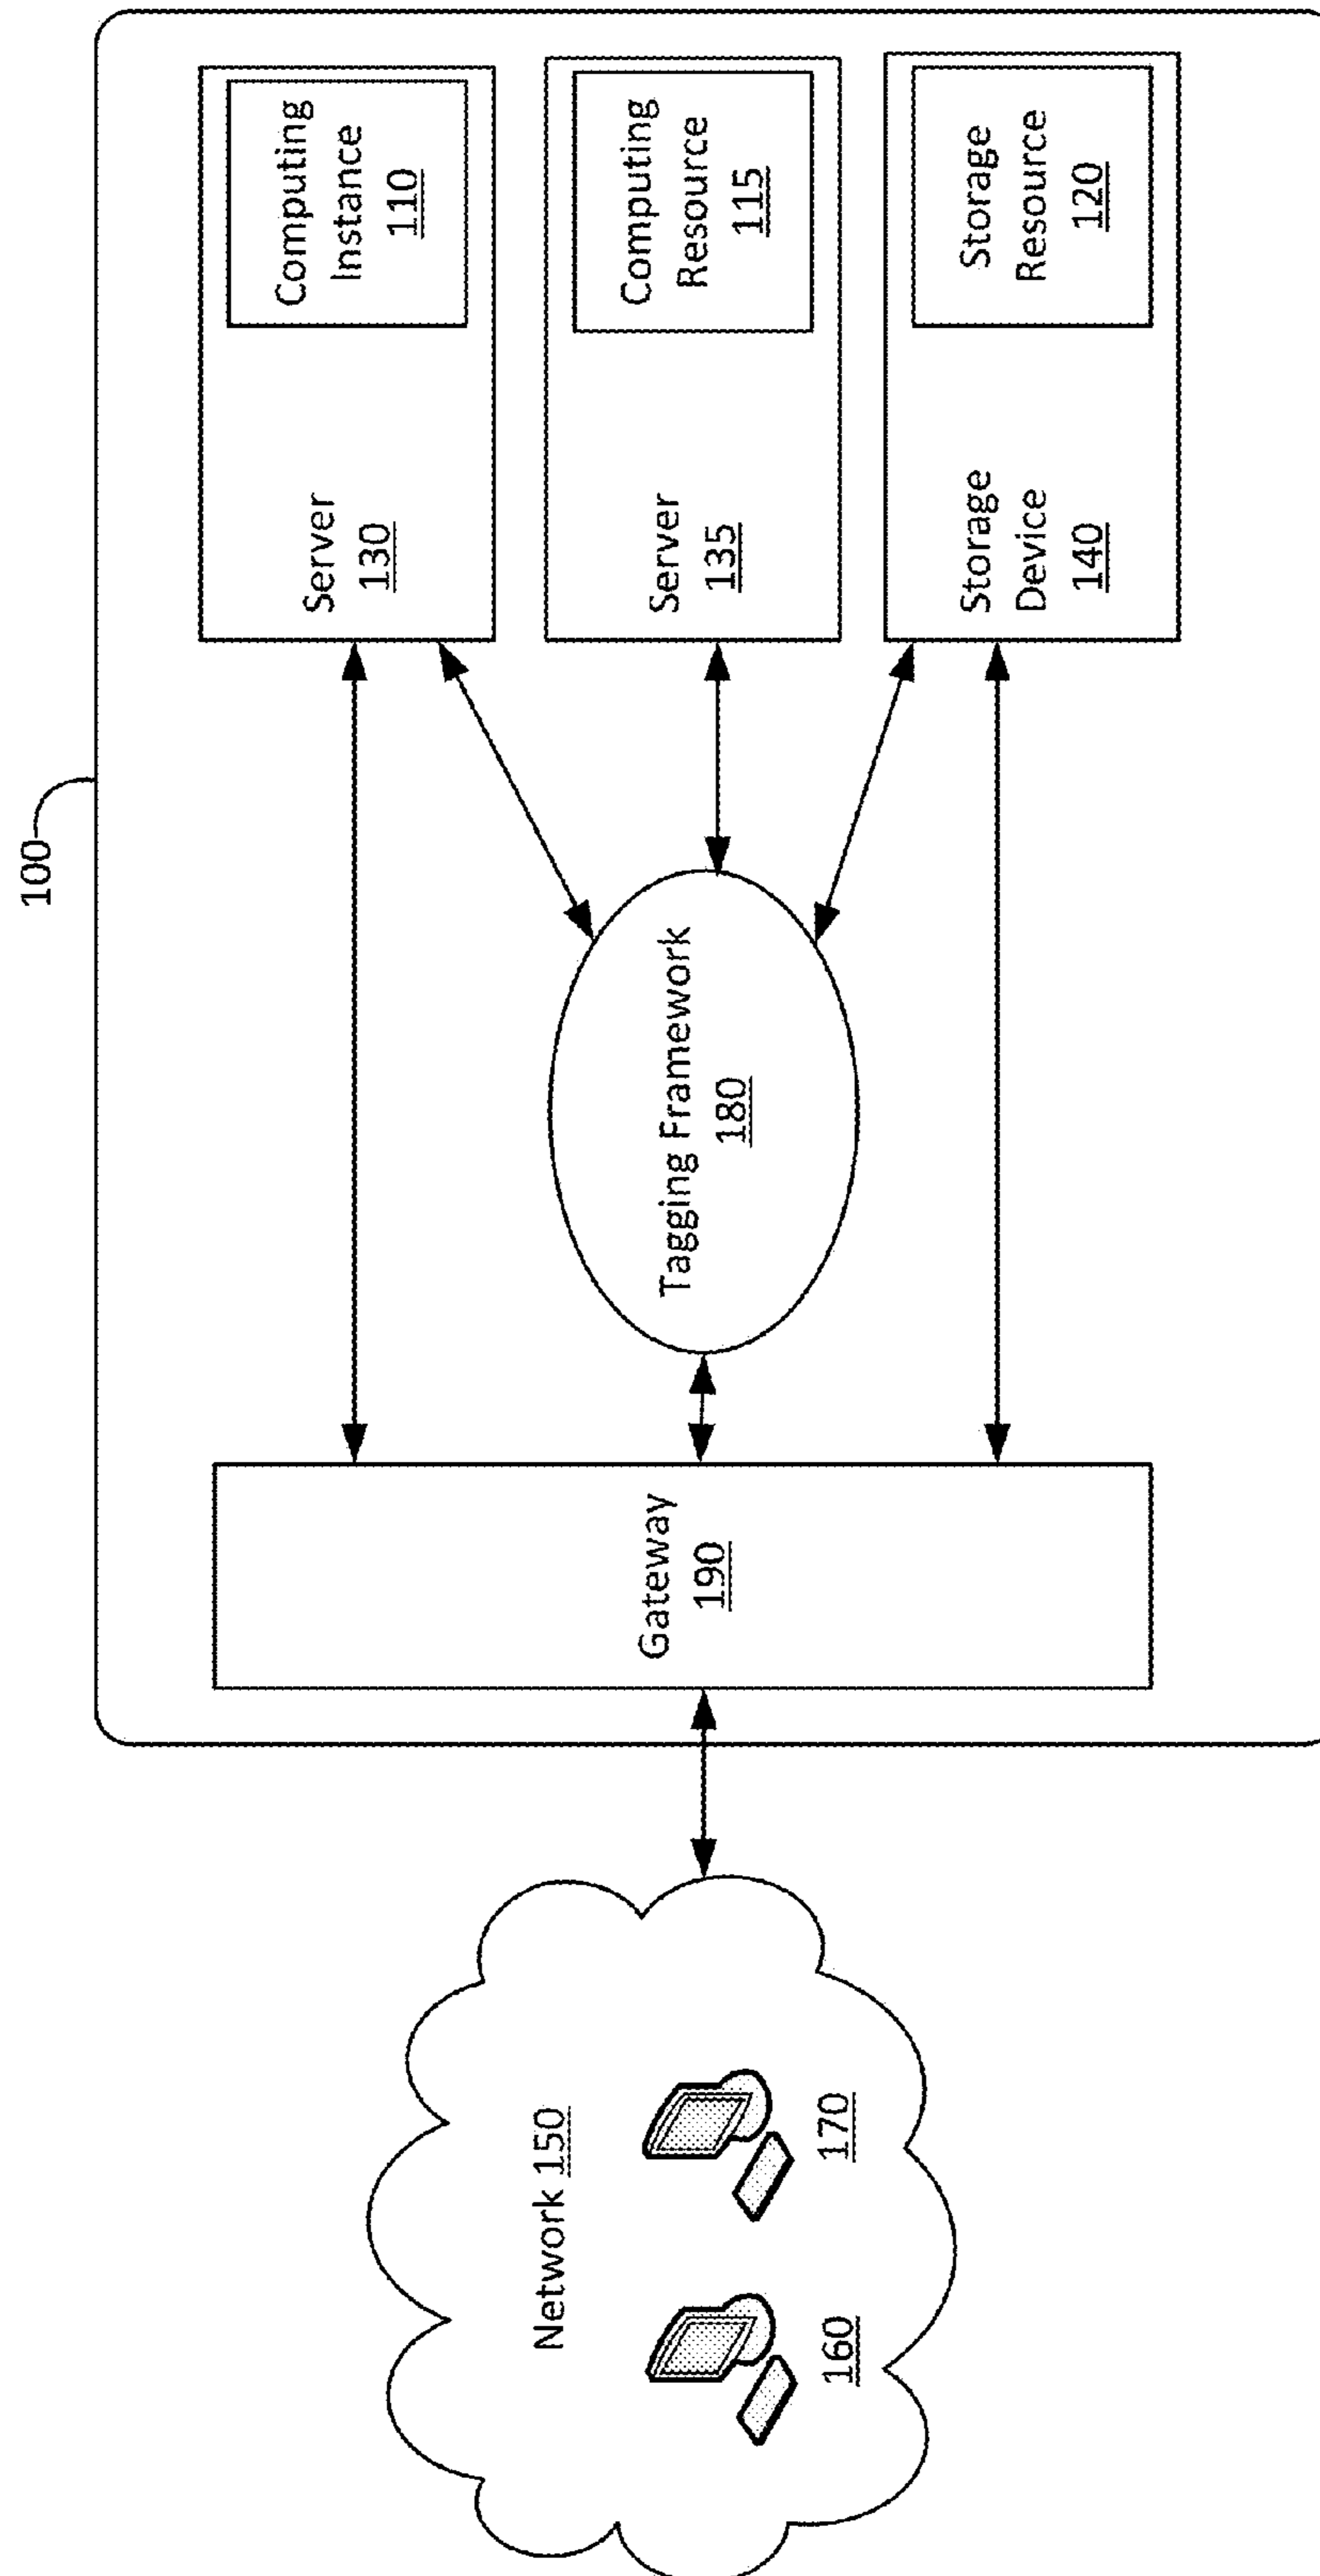 100
Network 150
160
170
Gateway
190
Tagging Framework
180
Server
130
Computing
Instance
110
Server
135
Computing
Resource
115
Storage
Device
140
Storage
Resource
120